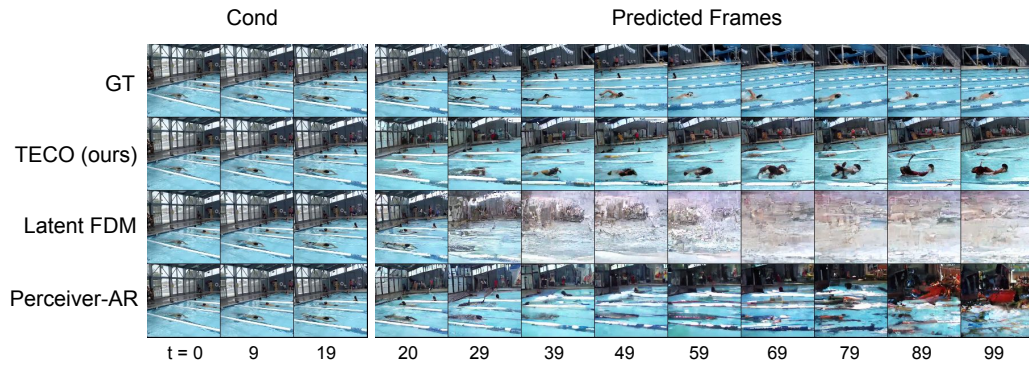 Cond Predicted Frames
GT
TECO (ours)
Latent FDM
Perceiver-AR
t = 0 9 19 20 29 39 49 59 69 79 89 99